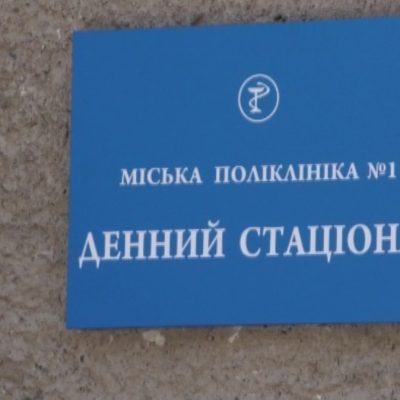 МІСЬКА ПОЛІКЛІНІКА №1
ДЕННИЙ СТАЦІОН